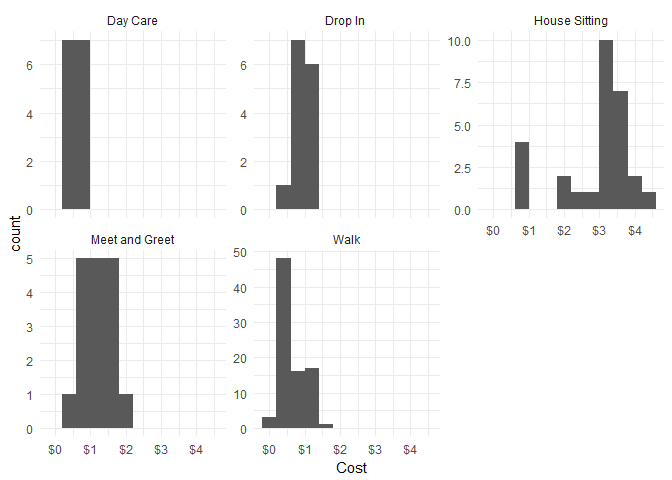 Day Care
Drop In
House Sitting
6
4
2
0
6
4
2
0
10.0
7.5
5.0
2.5
0.0
$0 $1 $2 $3 $4
count
Meet and Greet
Walk
5
4
3
2
1
0
50
40
30
20
10
0
$0 $1 $2 $3 $4
$0 $1 $2 $3 $4
Cost